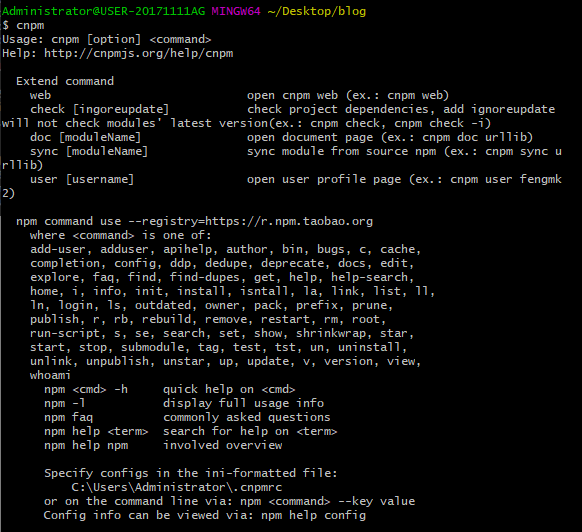 Administrator@USER-20171111AG MINGW64 ~/Desktop/blog
$ cnpm
Usage: cnpm [option] <command>
Help: http://cnpmjs.org/help/cnpm
Extend command
web open cnpm web (ex.: cnpm web)
check [ingoreupdate] check project dependencies, add ignoreupdate
will not check modules' latest version(ex.: cnpm check, cnpm check -i)
doc [moduleName] open document page (ex.: cnpm doc urllib)
sync [moduleName] sync module from source npm (ex.: cnpm sync u
rllib)
user [username] open user profile page (ex.: cnpm user fengmk
2)
npm command use --registry=https://r.npm.taobao.org
where <command> is one of:
add-user, adduser, apihelp, author, bin, bugs, c, cache,
completion, config, ddp, dedupe, deprecate, docs, edit,
explore, faq, find, find-dupes, get, help, help-search,
home, i, info, init, install, isntall, la, link, list, ll,
ln, login, ls, outdated, owner, pack, prefix, prune,
publish, r, rb, rebuild, remove, restart, rm, root,
run-script, s, se, search, set, show, shrinkwrap, star,
start, stop, submodule, tag, test, tst, un, uninstall,
unlink, unpublish, unstar, up, update, v, version, view,
whoami
npm <cmd> -h quick help on <cmd>
npm -l display full usage info
npm faq commonly asked questions
npm help <term> search for help on <term>
npm help npm involved overview
Specify configs in the ini-formatted file:
C:\Users\Administrator\.cnpmrc
or on the command line via: npm <command> --key value
Config info can be viewed via: npm help config